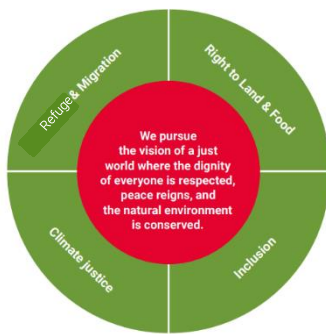 Refuge & Migration
Right to Land & Food
We pursue
the vision of a just
world where the dignity
of everyone is respected,
peace reigns, and
the natural environment
is conserved.
Climate justice
Inclusion